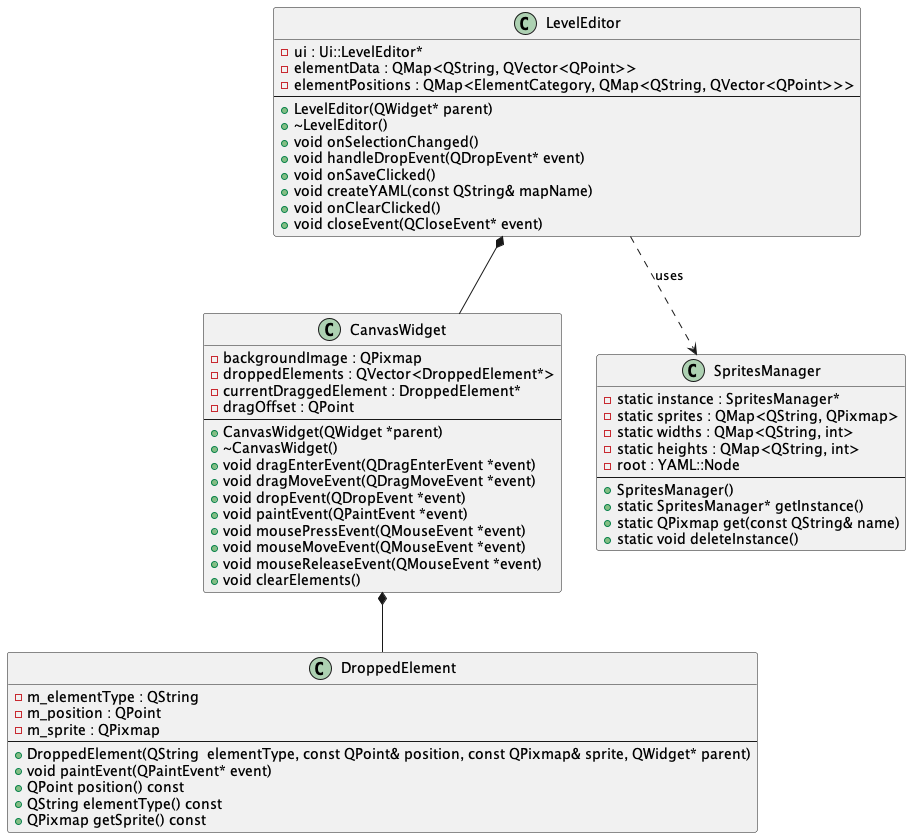 C LevelEditor
ui : Ui::LevelEditor*
elementData : QMap<QString, QVector<QPoint>>
elementPositions : QMap<ElementCategory, QMap<QString, QVector<QPoint>>>
LevelEditor(QWidget* parent)
~LevelEditor()
void onSelectionChanged()
void handleDropEvent(QDropEvent* event)
void onSaveClicked()
void createYAML(const QString& mapName)
void onClearClicked()
void closeEvent(QCloseEvent* event)
uses
C CanvasWidget
backgroundImage : QPixmap
droppedElements : QVector<DroppedElement*>
currentDraggedElement : DroppedElement*
dragOffset : QPoint
CanvasWidget(QWidget *parent)
~CanvasWidget()
void dragEnterEvent(QDragEnterEvent *event)
void dragMoveEvent(QDragMoveEvent *event)
void dropEvent(QDropEvent *event)
void paintEvent(QPaintEvent *event)
void mousePressEvent(QMouseEvent *event)
void mouseMoveEvent(QMouseEvent *event)
void mouseReleaseEvent(QMouseEvent *event)
void clearElements()
C SpritesManager
static instance : SpritesManager*
static sprites : QMap<QString, QPixmap>
static widths : QMap<QString, int>
static heights : QMap<QString, int>
root : YAML::Node
SpritesManager()
static SpritesManager* getInstance()
static QPixmap get(const QString& name)
static void deleteInstance()
C DroppedElement
m_elementType : QString
m_position : QPoint
m_sprite : QPixmap
DroppedElement(QString  elementType, const QPoint& position, const QPixmap& sprite, QWidget* parent)
void paintEvent(QPaintEvent* event)
QPoint position() const
QString elementType() const
QPixmap getSprite() const